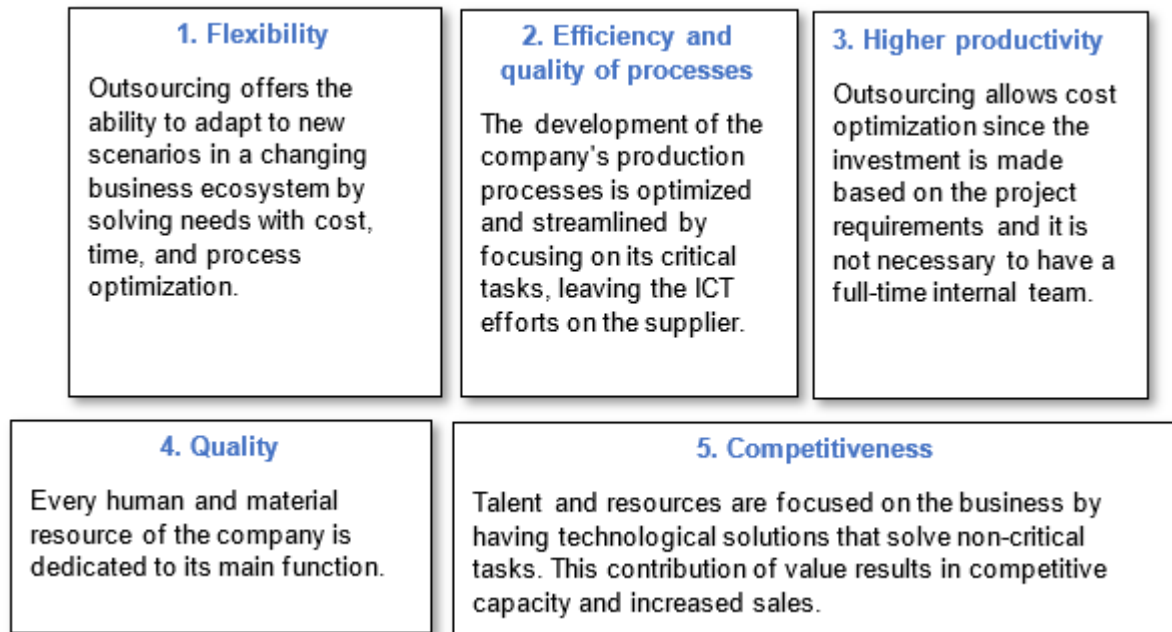 1. Flexibility
Outsourcing offers the
ability to adapt to new
scenarios in a changing
business ecosystem by
solving needs with cost,
time, and process
optimization.
2. Efficiency and
quality of processes
The development of the
company's production
processes is optimized
and streamlined by
focusing on its critical
tasks, leaving the ICT
efforts on the supplier.
3. Higher productivity
Outsourcing allows cost
optimization since the
investment is made
based on the project
requirements and it is
not necessary to have a
full-time internal team.
4. Quality
Every human and material
resource of the company is
dedicated to its main function.
5. Competitiveness
Talent and resources are focused on the business by
having technological solutions that solve non-critical
tasks. This contribution of value results in competitive
capacity and increased sales.